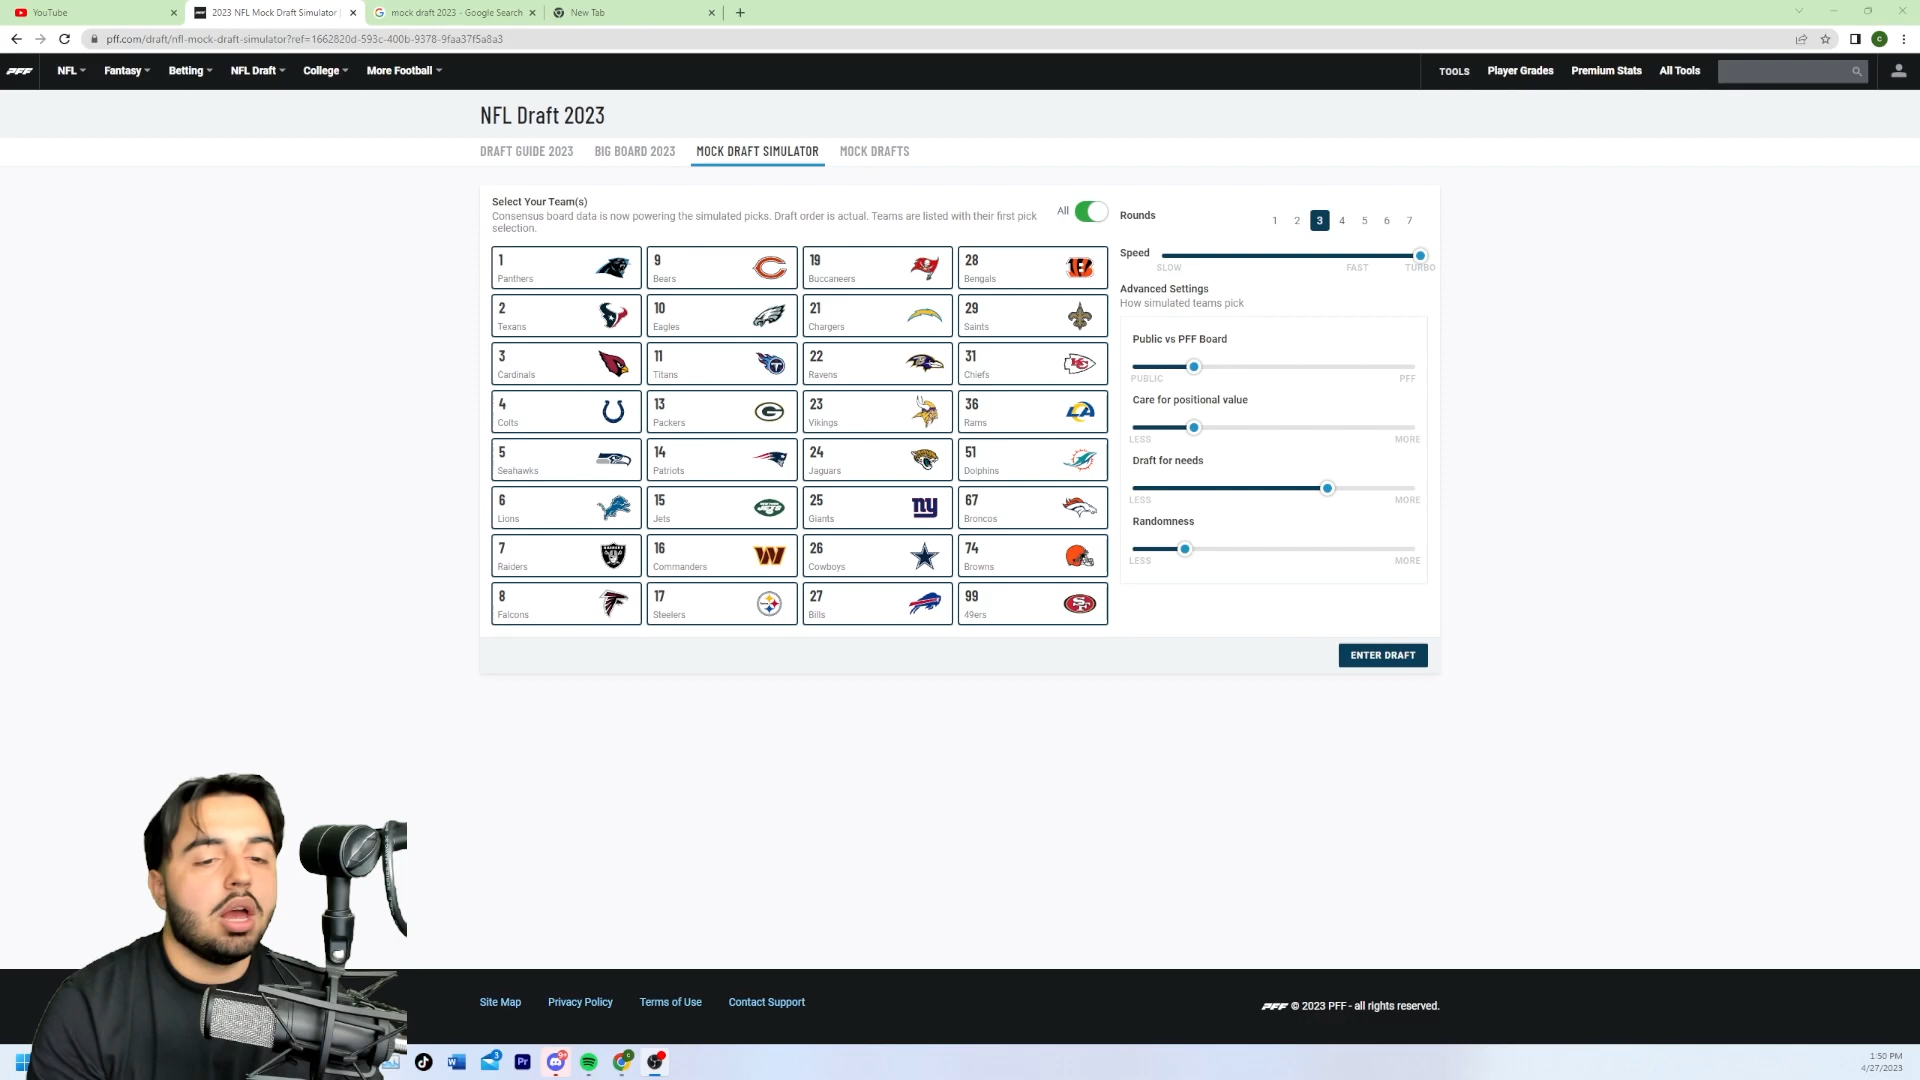 YouTube
2023 NFL Mock Draft Simulator
mock draft 2023 - Google Search
New Tab
pff.com/draft/nfl-mock-draft-simulator?ref=1662820d-593c-400b-9378-9faa37f5a8a3
PFF
NFL
Fantasy
Betting
NFL Draft
College
More Football
TOOLS
Player Grades
Premium Stats
All Tools
NFL Draft 2023
DRAFT GUIDE 2023
BIG BOARD 2023
MOCK DRAFT SIMULATOR
MOCK DRAFTS
Select Your Team(s)
Consensus board data is now powering the simulated picks. Draft order is actual. Teams are listed with their first pick
selection.
All
1
Panthers
9
Bears
19
Buccaneers
28
Bengals
2
Texans
10
Eagles
21
Chargers
29
Saints
3
Cardinals
11
Titans
22
Ravens
31
Chiefs
4
Colts
13
Packers
23
Vikings
36
Rams
5
Seahawks
14
Patriots
24
Jaguars
51
Dolphins
6
Lions
15
Jets
25
Giants
67
Broncos
7
Raiders
16
Commanders
26
Cowboys
74
Browns
8
Falcons
17
Steelers
27
Bills
99
49ers
Rounds
1 2 3 4 5 6 7
Speed
SLOW FAST TURBO
Advanced Settings
How simulated teams pick
Public vs PFF Board
PUBLIC PFF
Care for positional value
LESS MORE
Draft for needs
LESS MORE
Randomness
LESS MORE
ENTER DRAFT
Site Map
Privacy Policy
Terms of Use
Contact Support
PFF © 2023 PFF - all rights reserved.
1:50 PM
4/27/2023